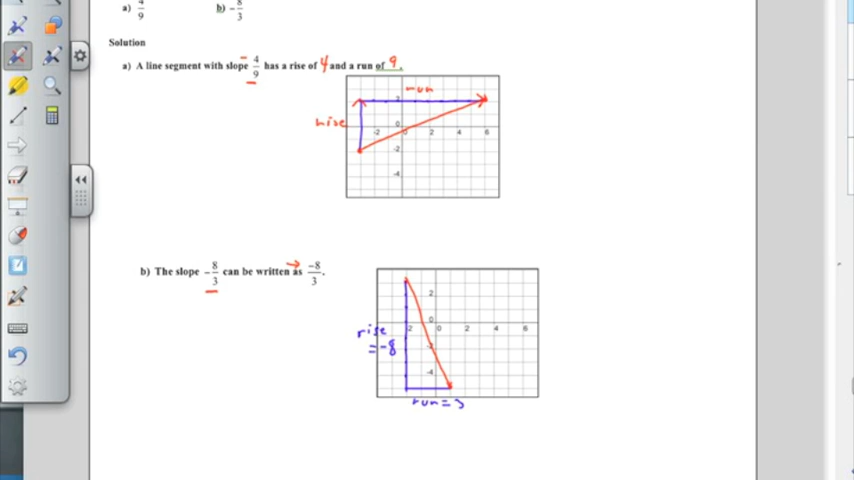 a) 4/9 b) - 8/3
Solution
a) A line segment with slope 4/9 has a rise of 4 and a run of 9.
run
rise
2
-2 0 0 2 4 6
-2
-4
b) The slope - 8/3 can be written as -8/3.
2
0
2 0 2 4 6
-2
-4
rise
=-8
run=3